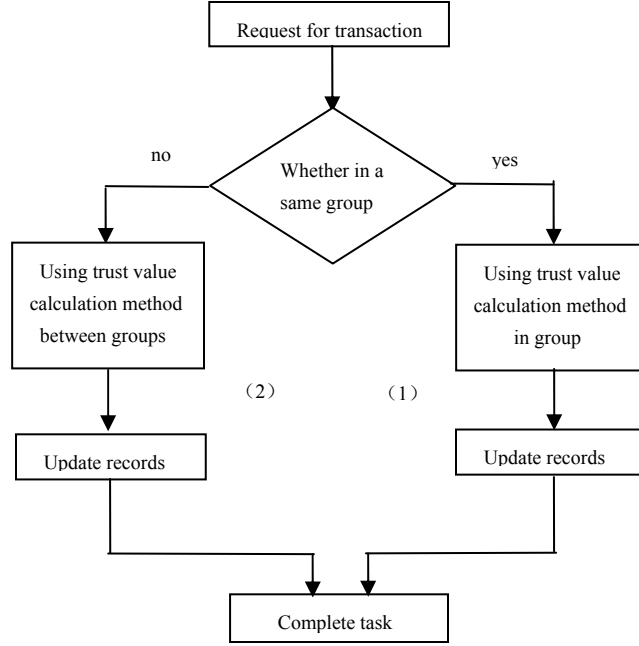 Request for transaction
Whether in a
same group
no
yes
Using trust value
calculation method
between groups
Using trust value
calculation method
in group
（2）
（1）
Update records
Update records
Complete task